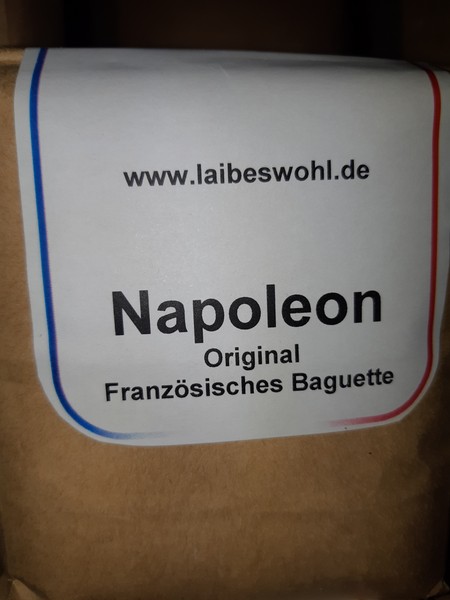 www.laibeswohl.de
Napoleon
Original
Französisches Baguette